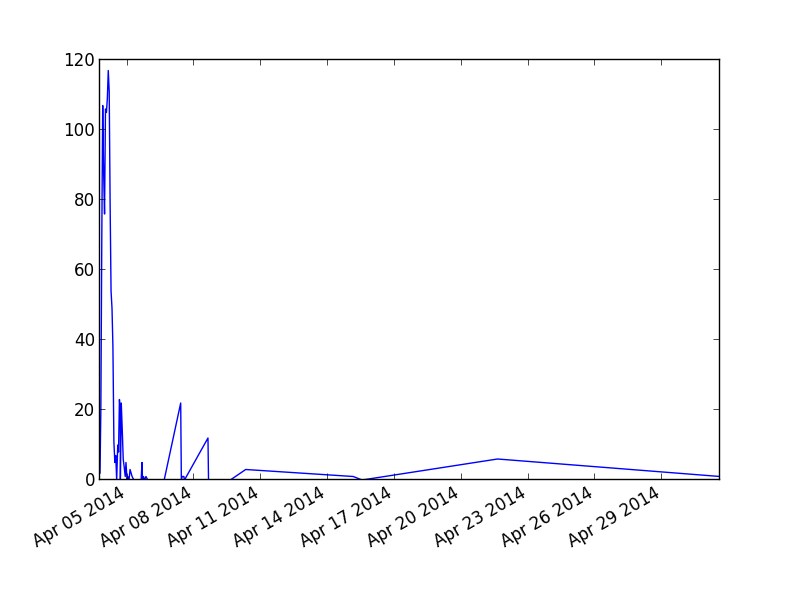 120
100
80
60
40
20
0
Apr 05 2014
Apr 08 2014
Apr 11 2014
Apr 14 2014
Apr 17 2014
Apr 20 2014
Apr 23 2014
Apr 26 2014
Apr 29 2014